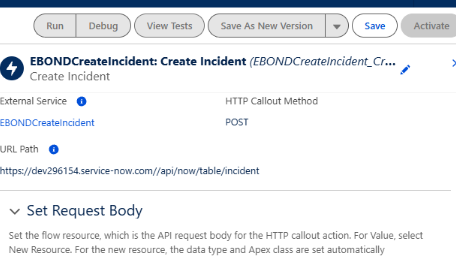 Run Debug View Tests Save As New Version Save Activate
EBONDCreateIncident: Create Incident (EBONDCreateIncident_Cr...
Create Incident
External Service HTTP Callout Method
EBONDCreateIncident POST
URL Path
https://dev296154.service-now.com//api/now/table/incident
Set Request Body
Set the flow resource, which is the API request body for the HTTP callout action. For Value, select
New Resource. For the new resource, the data type and Apex class are set automatically